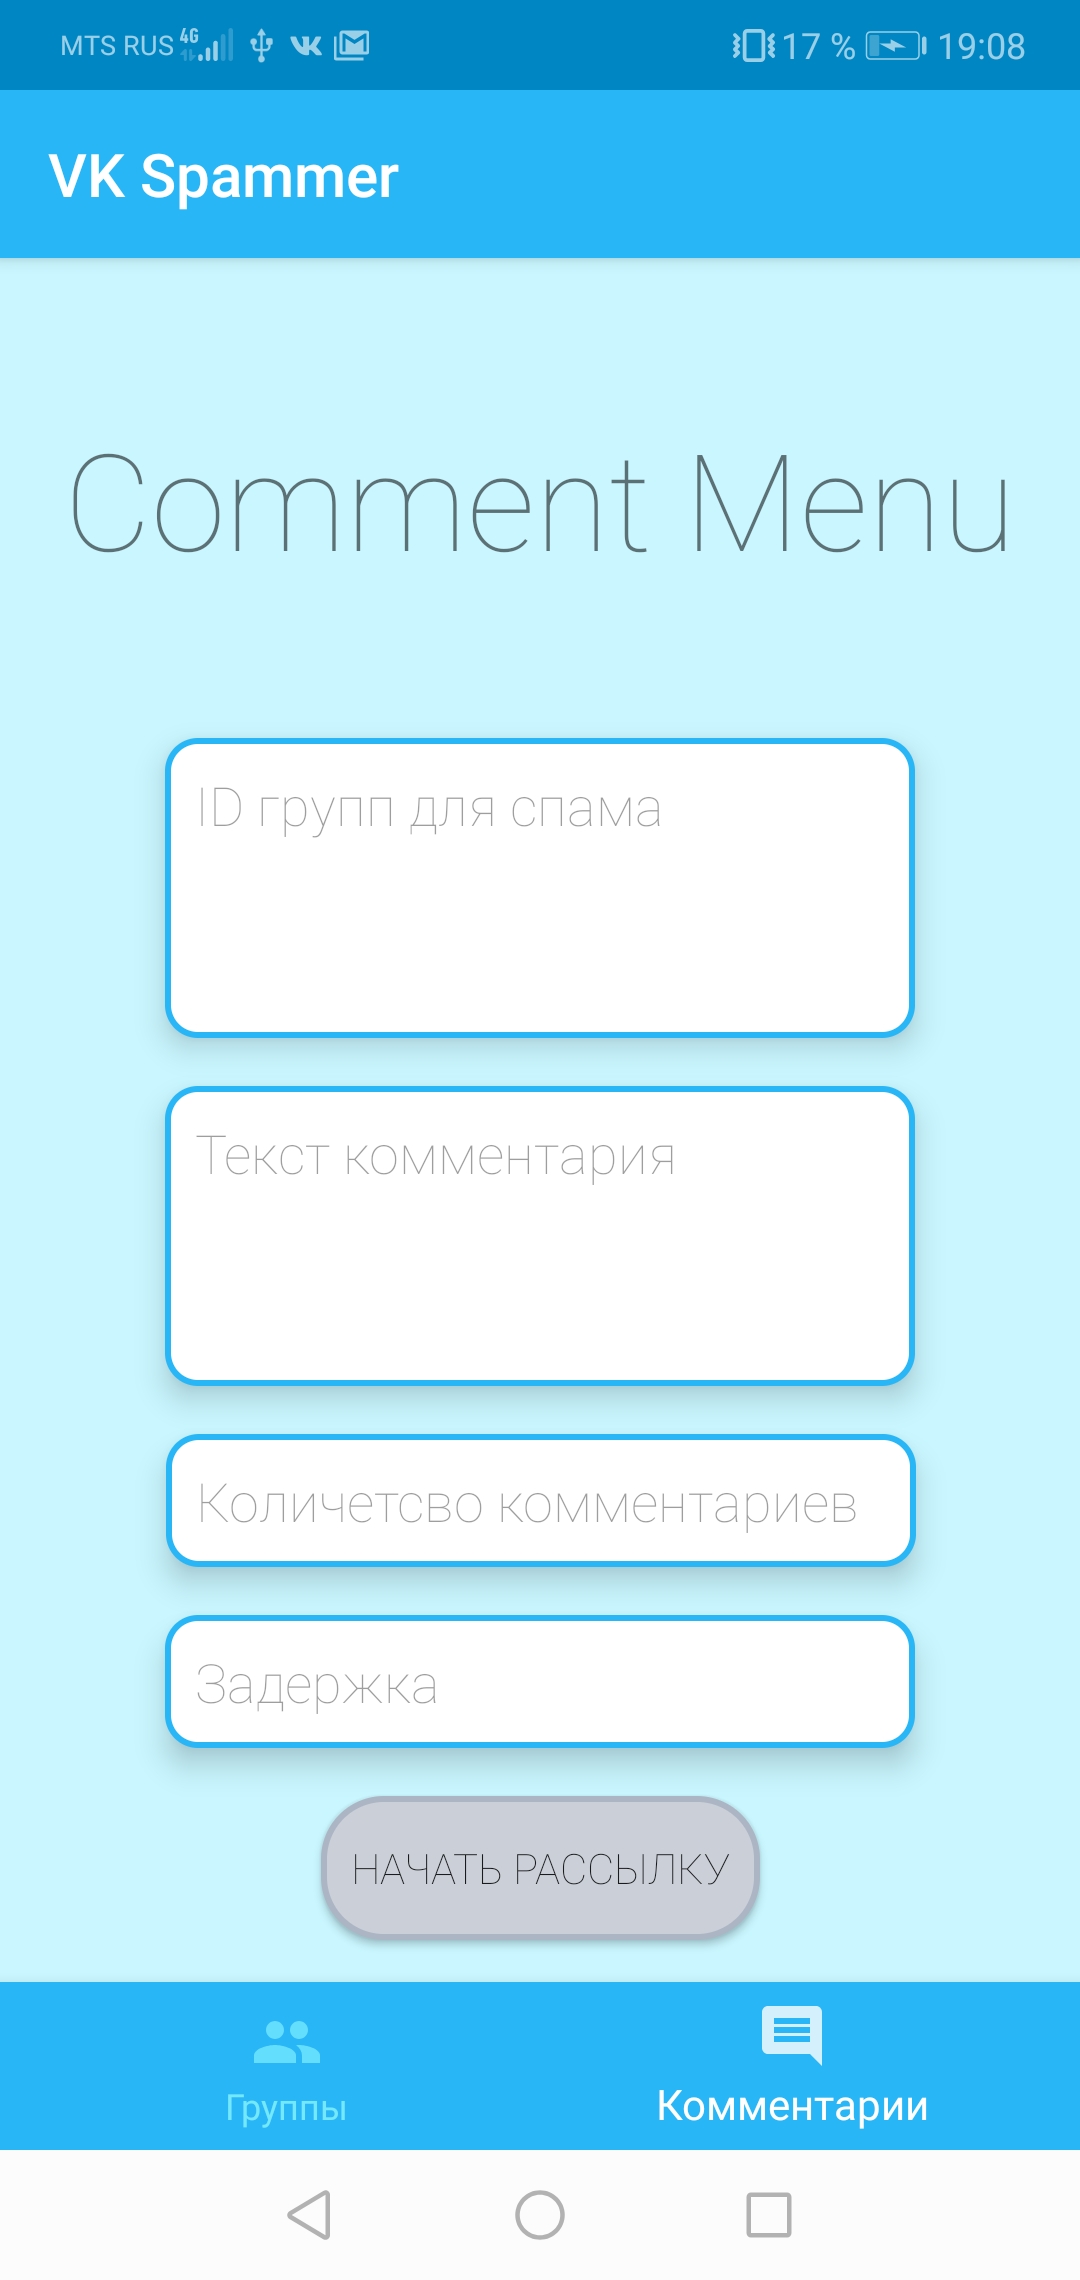 MTS RUS 4G 17 % 19:08
VK Spammer
Comment Menu
ID групп для спама
Текст комментария
Количетсво комментариев
Задержка
НАЧАТЬ РАССЫЛКУ
Группы
Комментарии